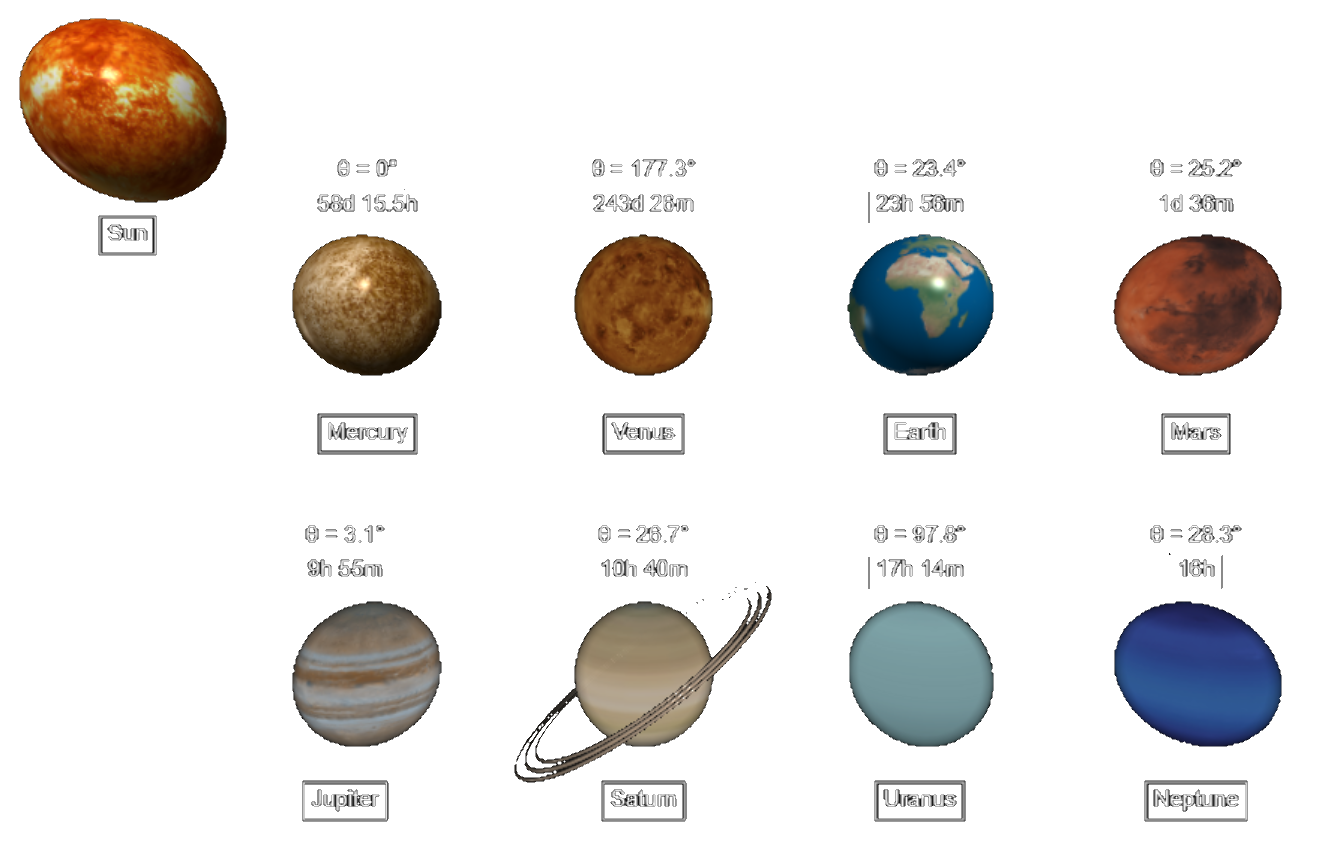 Sun
θ = 0° θ = 177.3° θ = 23.4° θ = 25.2°
58d 15.5h 243d 26m 23h 56m 1d 36m
Mercury Venus Earth Mars
θ = 3.1° θ = 26.7° θ = 97.8° θ = 28.3°
9h 55m 10h 40m 17h 14m 16h
Jupiter Saturn Uranus Neptune